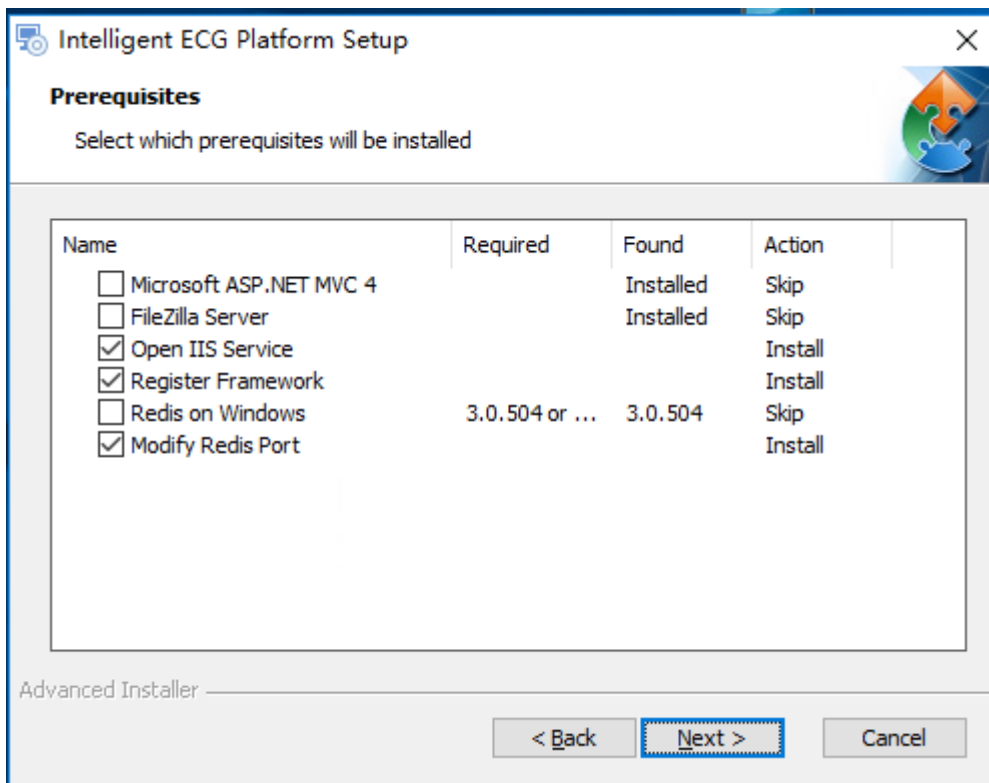 Intelligent ECG Platform Setup
Prerequisites
Select which prerequisites will be installed
Name Required Found Action
Microsoft ASP.NET MVC 4 Installed Skip
FileZilla Server Installed Skip
Open IIS Service Install
Register Framework Install
Redis on Windows 3.0.504 or ... 3.0.504 Skip
Modify Redis Port Install
Advanced Installer
< Back Next > Cancel